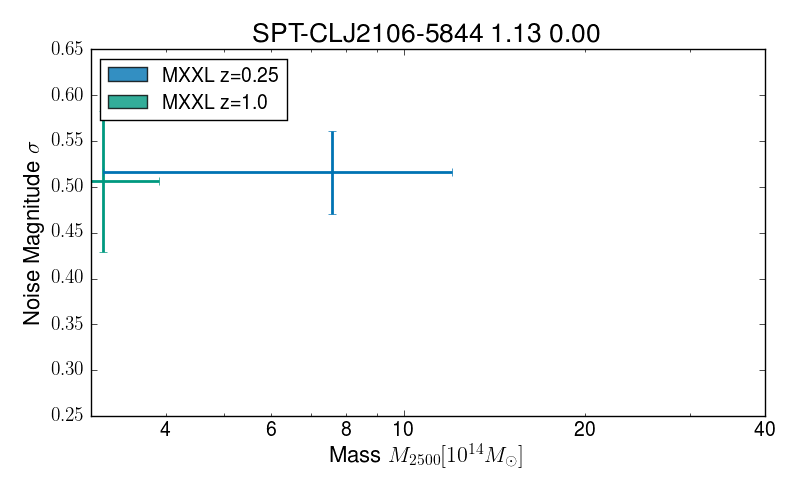 SPT-CLJ2106-5844 1.13 0.00
0.65
0.60
0.55
0.50
0.45
0.40
0.35
0.30
0.25
Noise Magnitude σ
MXXL z=0.25
MXXL z=1.0
4 6 8 10 20 40
Mass M₂₅₀₀[10¹⁴M⊙]